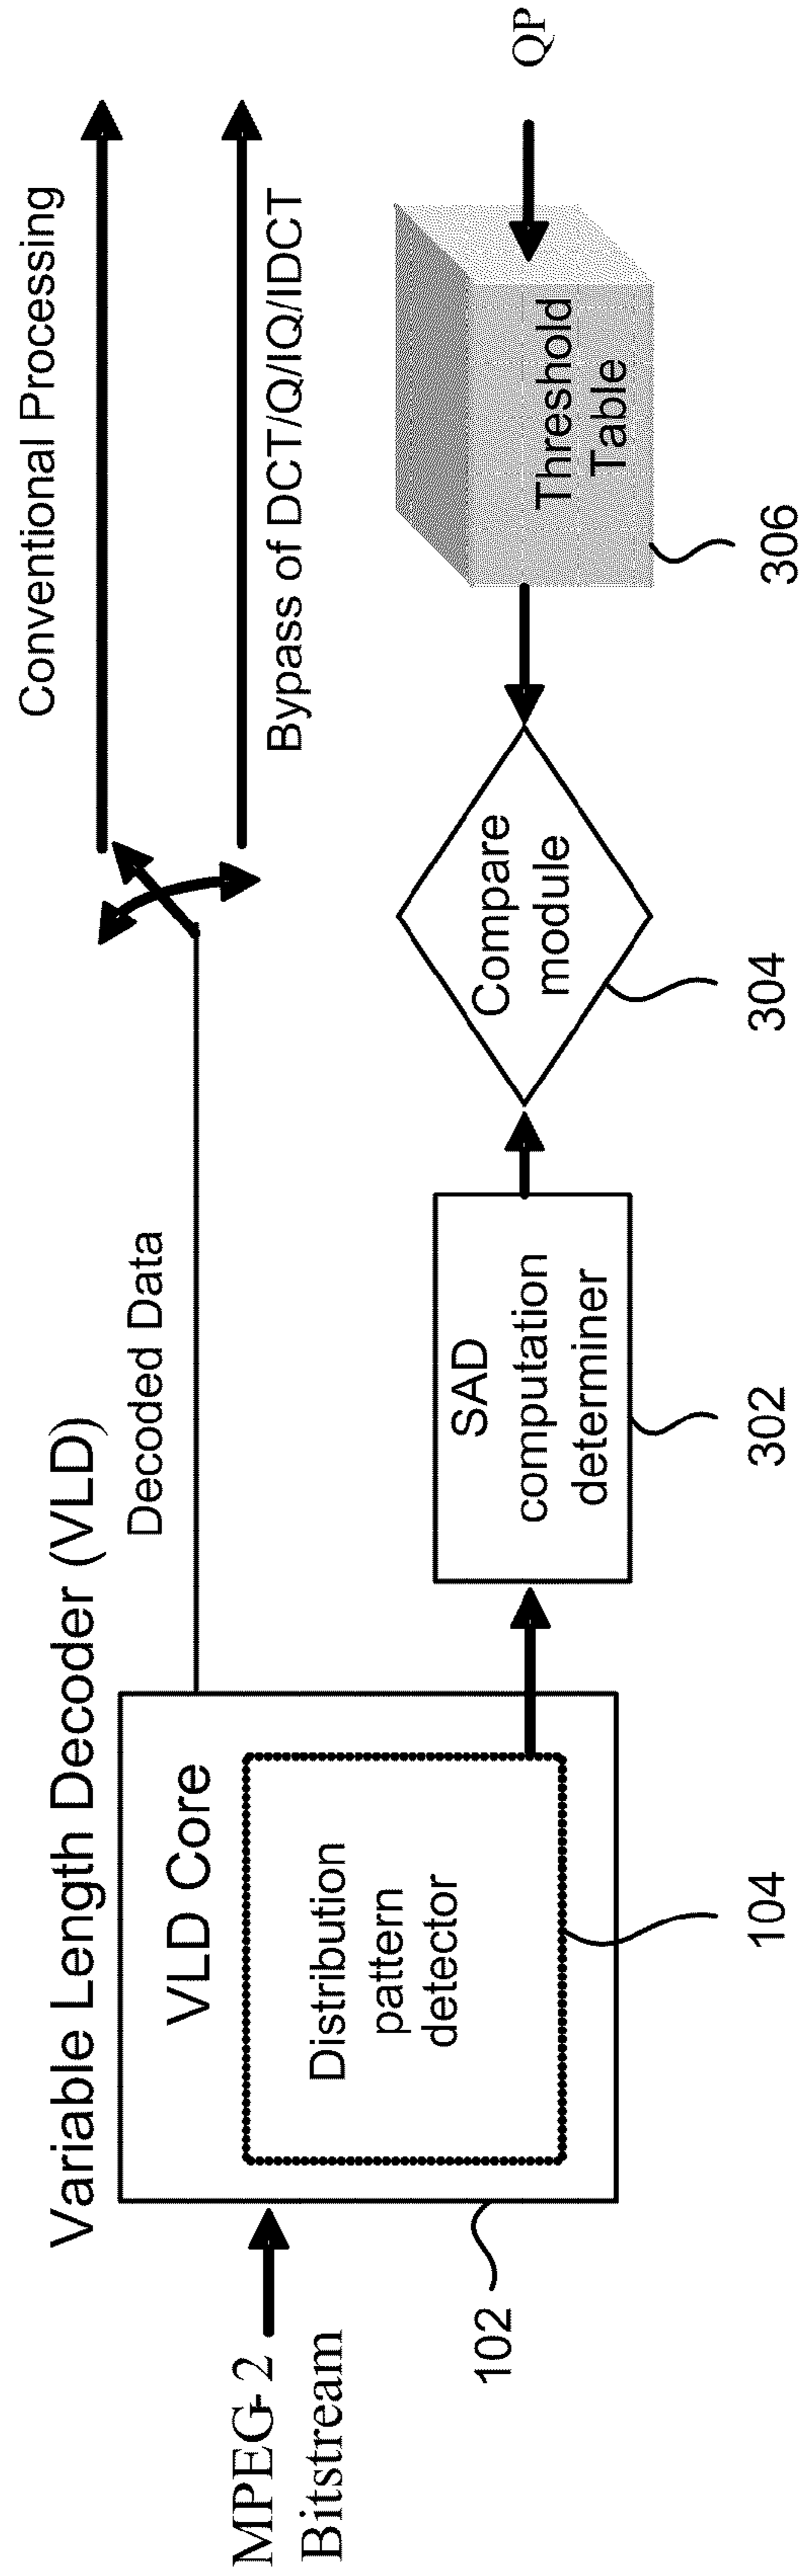 Variable Length Decoder (VLD)
Conventional Processing
Decoded Data
Bypass of DCT/Q/IQ/IDCT
MPEG-2
Bitstream
VLD Core
Distribution
pattern
detector
SAD
computation
determiner
Compare
module
Threshold
Table
QP
102
104
302
304
306